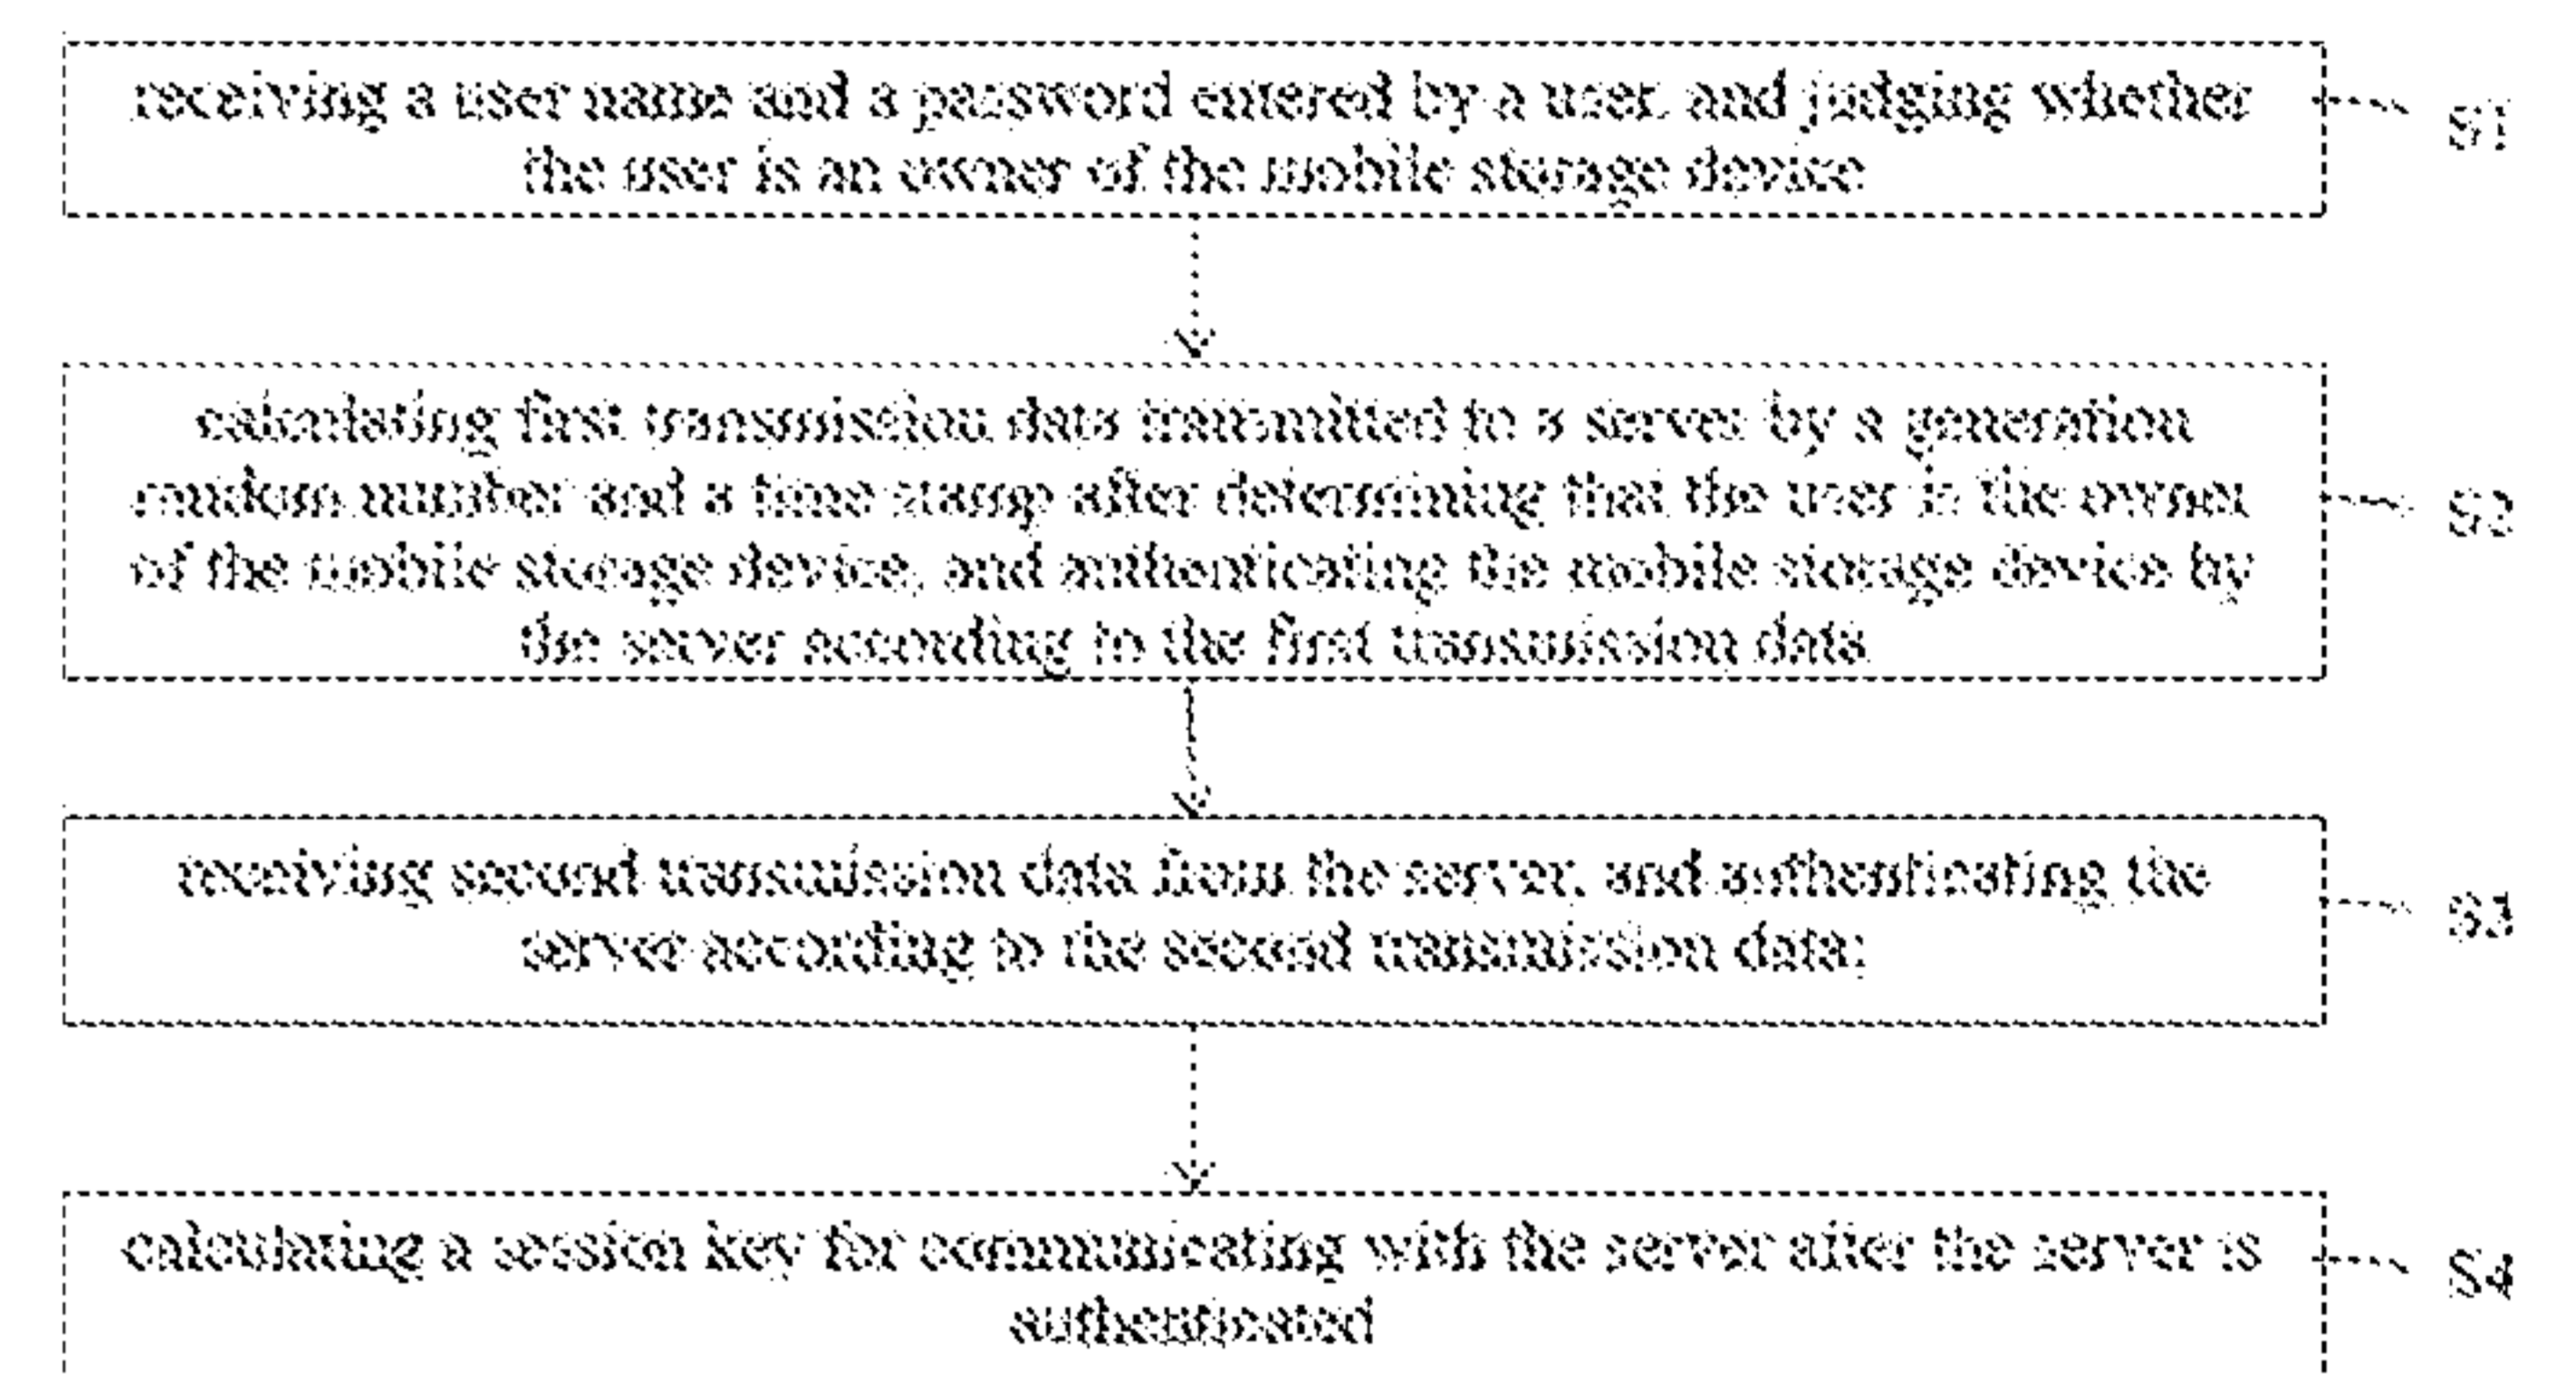 receiving a user name and a password entered by a user, and judging whether
the user is an owner of the mobile storage device
S1
calculating first transmission data transmitted to a server by a generation
random number and a time stamp after determining that the user is the owner
of the mobile storage device, and authenticating the mobile storage device by
the server according to the first transmission data
S2
receiving second transmission data from the server, and authenticating the
server according to the second transmission data;
S3
calculating a session key for communicating with the server after the server is
authenticated
S4